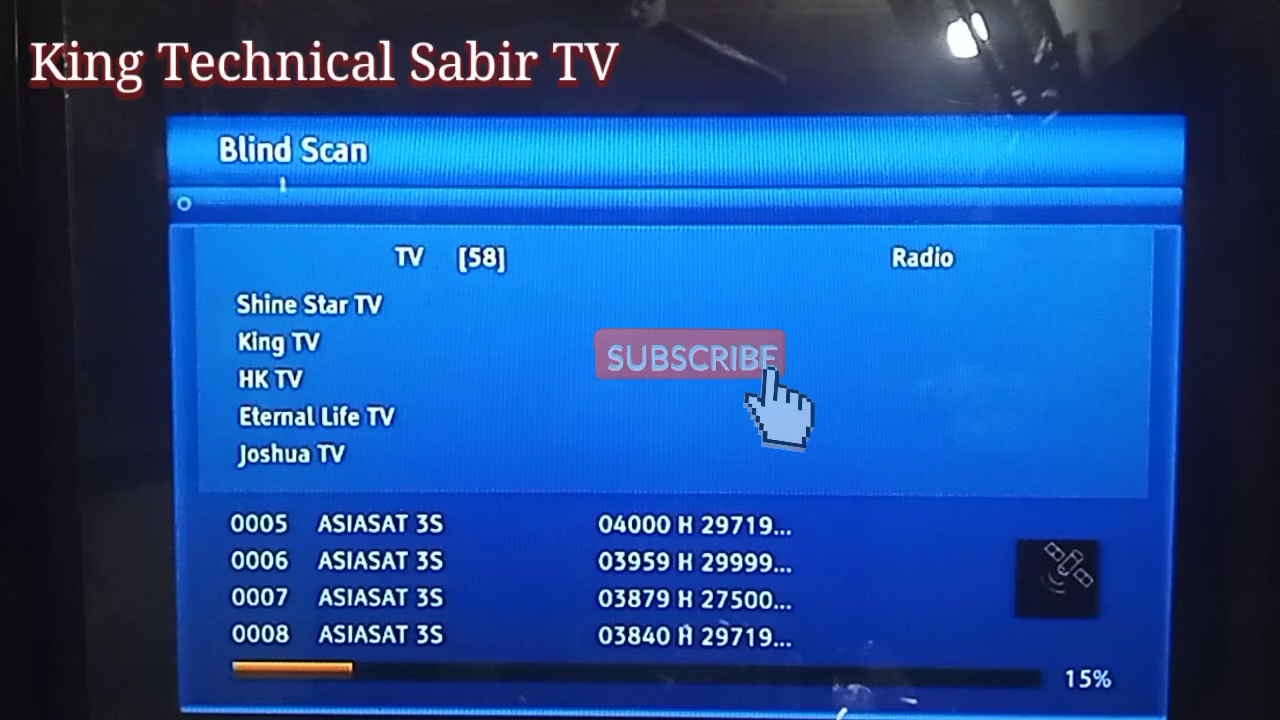 King Technical Sabir TV
Blind Scan
TV [58] Radio
Shine Star TV
King TV
SUBSCRIBE
HK TV
Eternal Life TV
Joshua TV
0005 ASIASAT 3S 04000 H 29719...
0006 ASIASAT 3S 03959 H 29999...
0007 ASIASAT 3S 03879 H 27500...
0008 ASIASAT 3S 03840 H 29719...
15%